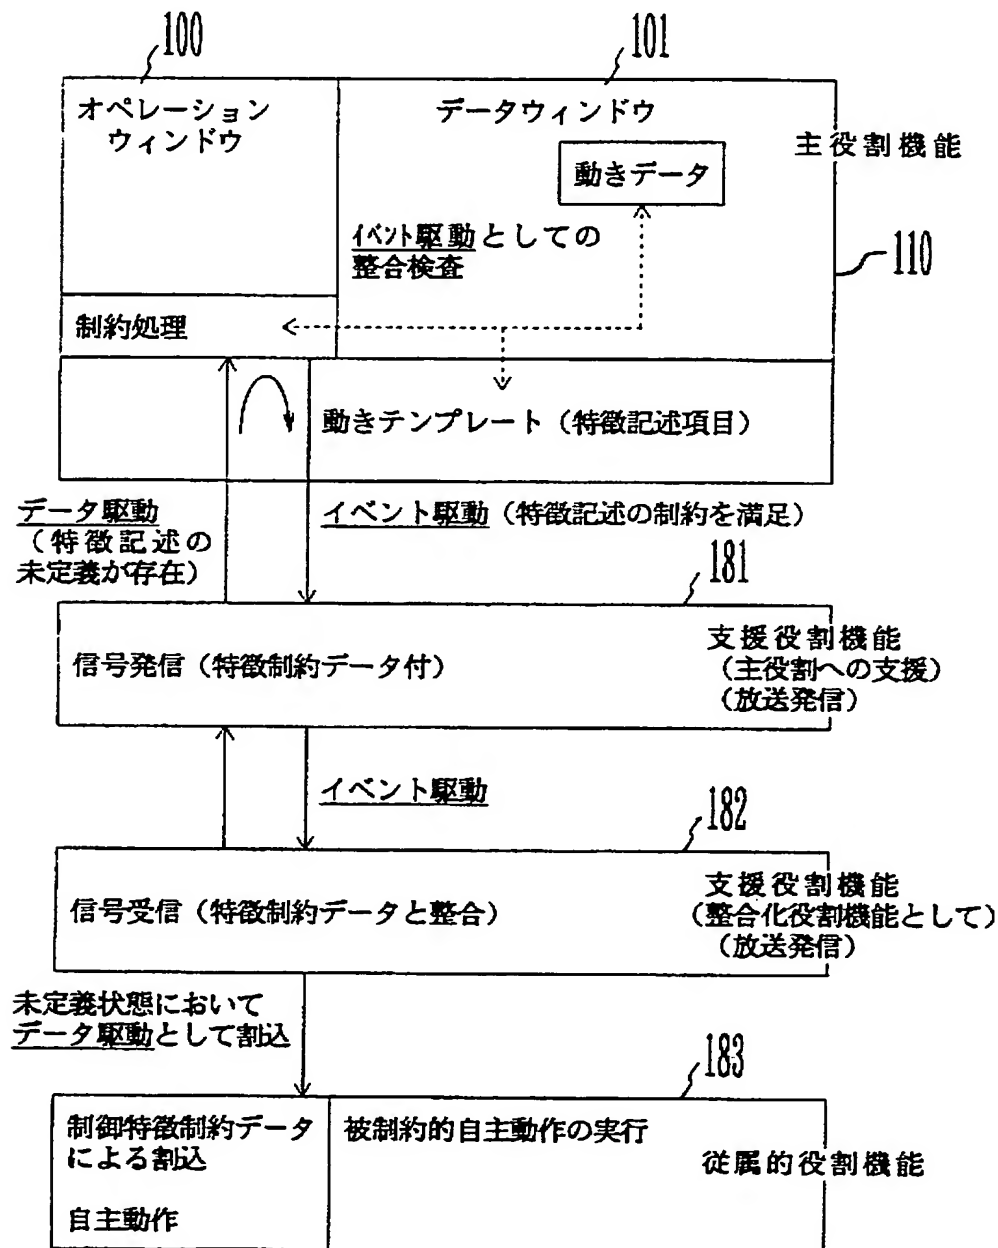 100
101
オペレーション
ウィンドウ
データウィンドウ
主役割機能
動きデータ
イベント駆動としての
整合検査
110
制約処理
動きテンプレート（特徴記述項目）
データ駆動
（特徴記述の
未定義が存在）
イベント駆動（特徴記述の制約を満足）
181
信号発信（特徴制約データ付）
支援役割機能
（主役割への支援）
（放送発信）
イベント駆動
182
信号受信（特徴制約データと整合）
支援役割機能
（整合化役割機能として）
（放送発信）
未定義状態において
データ駆動として割込
183
制御特徴制約データ
による割込
自主動作
被制約的自主動作の実行
従属的役割機能